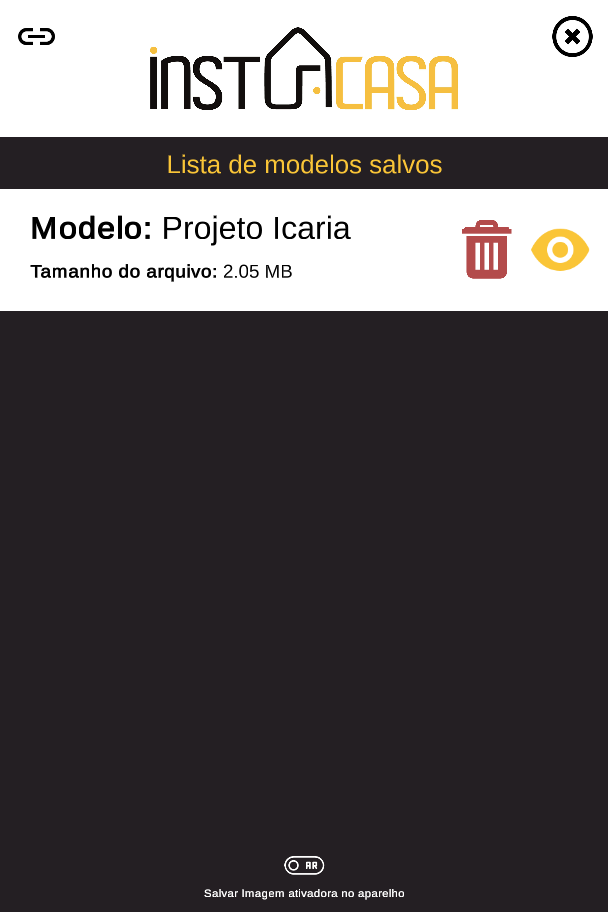 instacasa
Lista de modelos salvos
Modelo: Projeto Icaria
Tamanho do arquivo: 2.05 MB
AR
Salvar Imagem ativadora no aparelho